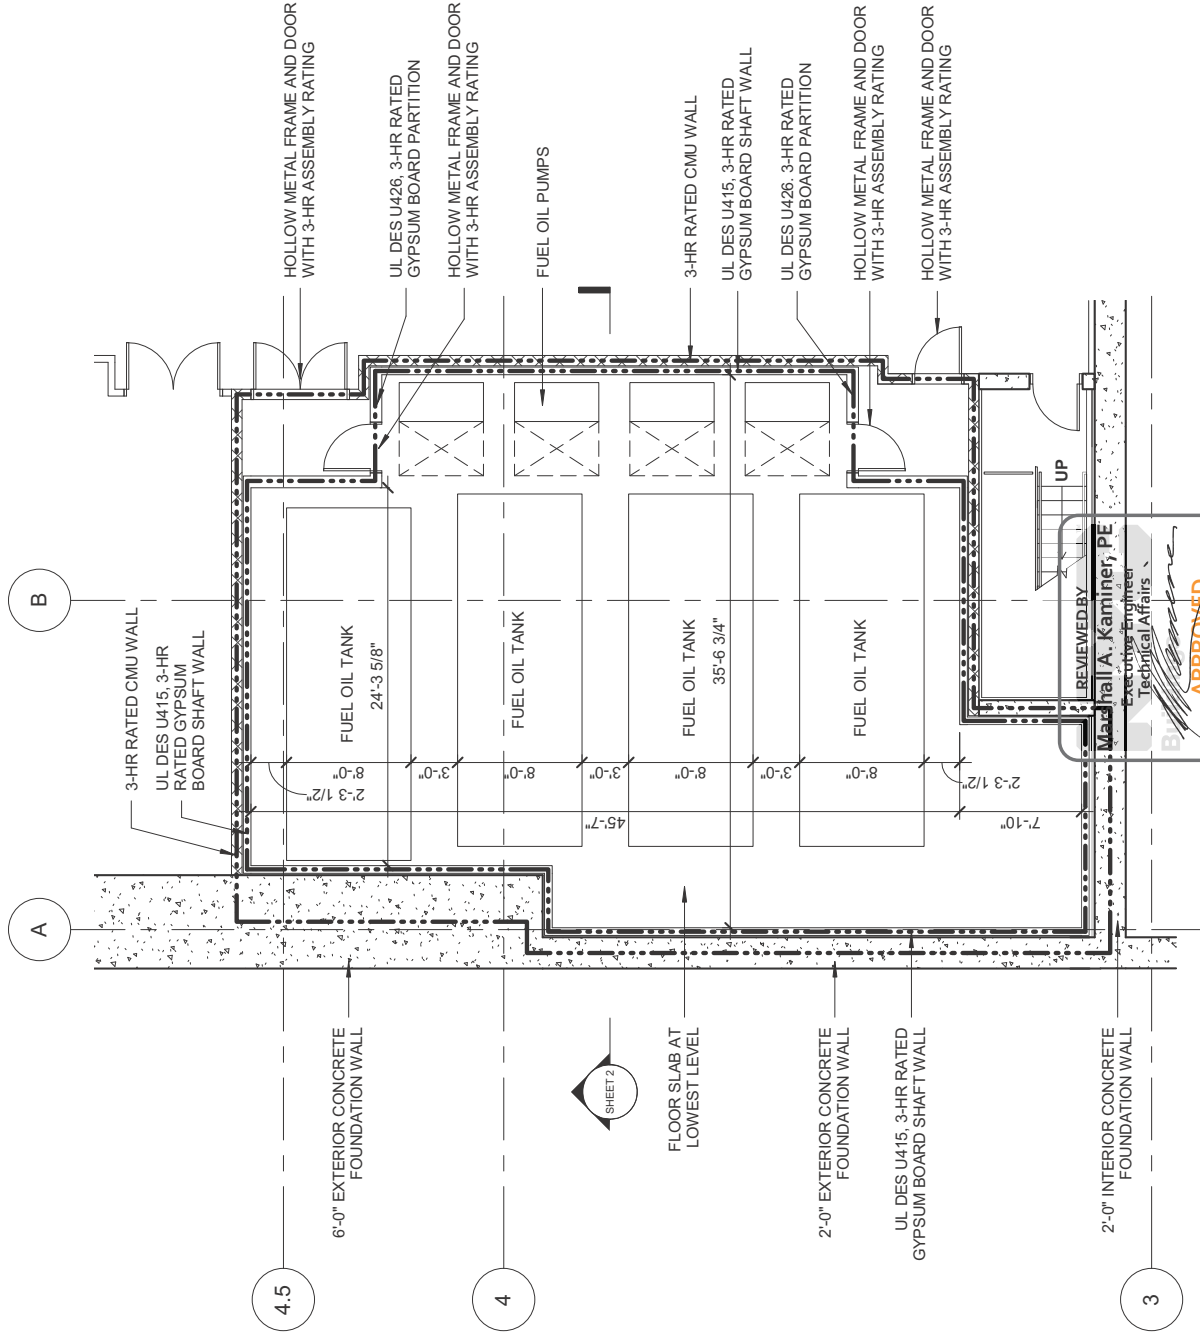 HOLLOW METAL FRAME AND DOOR
WITH 3-HR ASSEMBLY RATING
UL DES U426, 3-HR RATED
GYPSUM BOARD PARTITION
HOLLOW METAL FRAME AND DOOR
WITH 3-HR ASSEMBLY RATING
FUEL OIL PUMPS
3-HR RATED CMU WALL
UL DES U415, 3-HR RATED
GYPSUM BOARD SHAFT WALL
UL DES U426. 3-HR RATED
GYPSUM BOARD PARTITION
HOLLOW METAL FRAME AND DOOR
WITH 3-HR ASSEMBLY RATING
HOLLOW METAL FRAME AND DOOR
WITH 3-HR ASSEMBLY RATING
B
3-HR RATED CMU WALL
UL DES U415, 3-HR
RATED GYPSUM
BOARD SHAFT WALL
FUEL OIL TANK
24'-3 5/8"
FUEL OIL TANK
FUEL OIL TANK
35'-6 3/4"
FUEL OIL TANK
UP
2'-3 1/2"
8'-0"
3'-0"
8'-0"
3'-0"
8'-0"
3'-0"
8'-0"
2'-3 1/2"
45'-7"
7'-10"
REVIEWED BY
Marshall A. Kaminer, PE
Executive Engineer
Technical Affairs
APPROVED
A
6'-0" EXTERIOR CONCRETE
FOUNDATION WALL
SHEET 2
FLOOR SLAB AT
LOWEST LEVEL
2'-0" EXTERIOR CONCRETE
FOUNDATION WALL
UL DES U415, 3-HR RATED
GYPSUM BOARD SHAFT WALL
2'-0" INTERIOR CONCRETE
FOUNDATION WALL
4.5
4
3